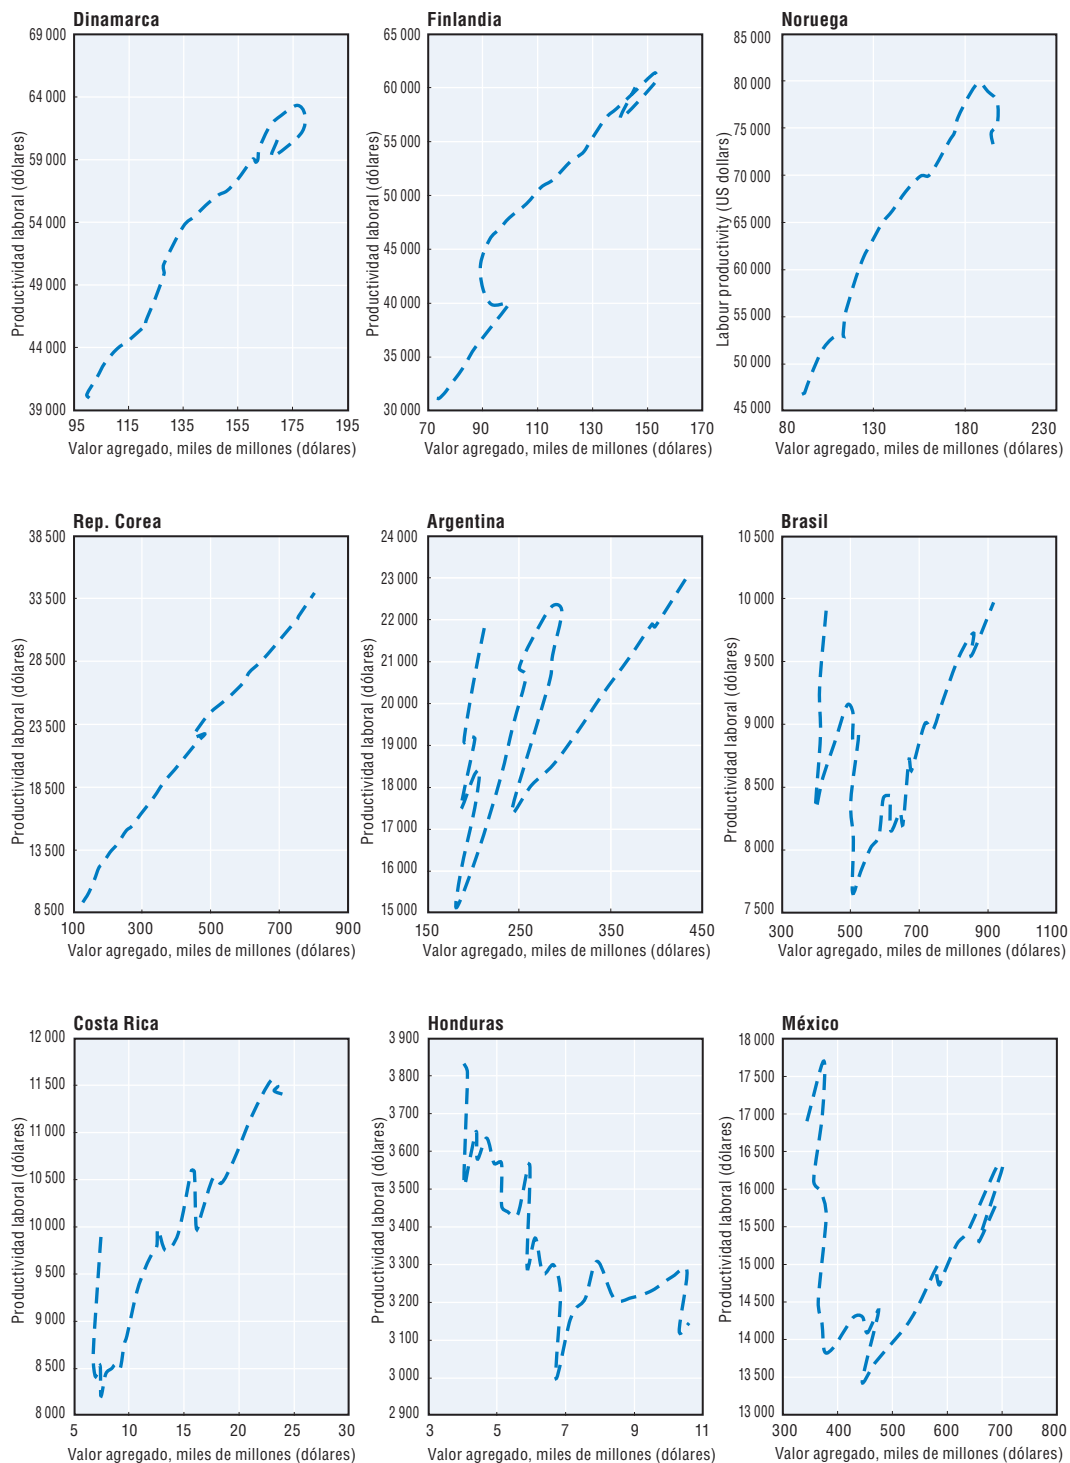 Dinamarca
69 000
64 000
59 000
54 000
49 000
44 000
39 000
Productividad laboral (dólares)
95 115 135 155 175 195
Valor agregado, miles de millones (dólares)
Finlandia
65 000
60 000
55 000
50 000
45 000
40 000
35 000
30 000
Productividad laboral (dólares)
70 90 110 130 150 170
Valor agregado, miles de millones (dólares)
Noruega
85 000
80 000
75 000
70 000
65 000
60 000
55 000
50 000
45 000
Labour productivity (US dollars)
80 130 180 230
Valor agregado, miles de millones (dólares)
Rep. Corea
38 500
33 500
28 500
23 500
18 500
13 500
8 500
Productividad laboral (dólares)
100 300 500 700 900
Valor agregado, miles de millones (dólares)
Argentina
24 000
23 000
22 000
21 000
20 000
19 000
18 000
17 000
16 000
15 000
Productividad laboral (dólares)
150 250 350 450
Valor agregado, miles de millones (dólares)
Brasil
10 500
10 000
9 500
9 000
8 500
8 000
7 500
Productividad laboral (dólares)
300 500 700 900 1100
Valor agregado, miles de millones (dólares)
Costa Rica
12 000
11 500
11 000
10 500
10 000
9 500
9 000
8 500
8 000
Productividad laboral (dólares)
5 10 15 20 25 30
Valor agregado, miles de millones (dólares)
Honduras
3 900
3 800
3 700
3 600
3 500
3 400
3 300
3 200
3 100
3 000
2 900
Productividad laboral (dólares)
3 5 7 9 11
Valor agregado, miles de millones (dólares)
México
18 000
17 500
17 000
16 500
16 000
15 500
15 000
14 500
14 000
13 500
13 000
Productividad laboral (dólares)
300 400 500 600 700 800
Valor agregado, miles de millones (dólares)